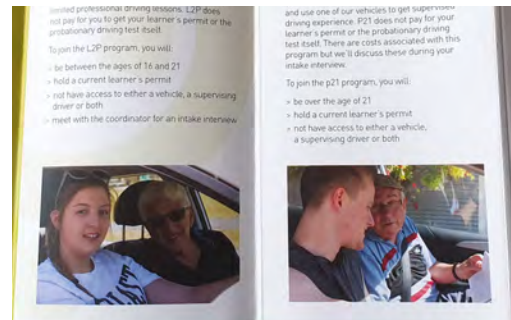 limited professional driving lessons. L2P does
not pay for you to get your learner's permit or the
probationary driving test itself.
To join the L2P program, you will:
» be between the ages of 16 and 21
» hold a current learner's permit
» not have access to either a vehicle, a supervising
driver or both
» meet with the coordinator for an intake interview
and use one of our vehicles to get supervised
driving experience. P21 does not pay for your
learner's permit or the probationary driving
test itself. There are costs associated with this
program but we'll discuss these during your
intake interview.
To join the p21 program, you will:
» be over the age of 21
» hold a current learner's permit
» not have access to either a vehicle,
a supervising driver or both